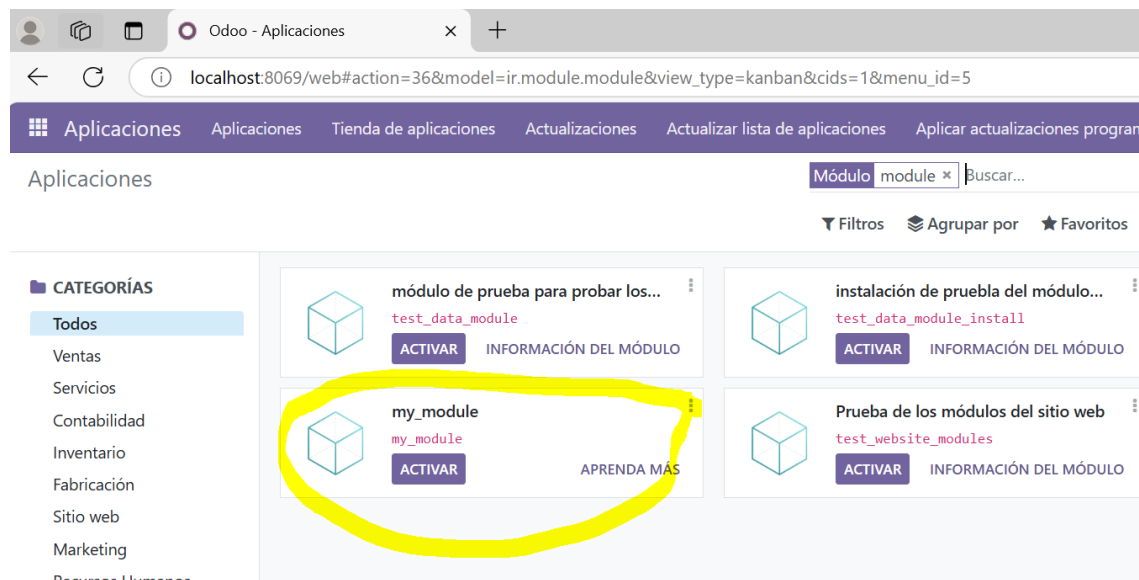 Odoo - Aplicaciones
localhost:8069/web#action=36&model=ir.module.module&view_type=kanban&cids=1&menu_id=5
Aplicaciones Aplicaciones Tienda de aplicaciones Actualizaciones Actualizar lista de aplicaciones Aplicar actualizaciones program
Aplicaciones
Módulo module × Buscar...
Filtros Agrupar por Favoritos
CATEGORÍAS
Todos
Ventas
Servicios
Contabilidad
Inventario
Fabricación
Sitio web
Marketing
Recursos Humanos
módulo de prueba para probar los...
test_data_module
ACTIVAR INFORMACIÓN DEL MÓDULO
instalación de pruebla del módulo...
test_data_module_install
ACTIVAR INFORMACIÓN DEL MÓDULO
my_module
my_module
ACTIVAR APRENDA MÁS
Prueba de los módulos del sitio web
test_website_modules
ACTIVAR INFORMACIÓN DEL MÓDULO